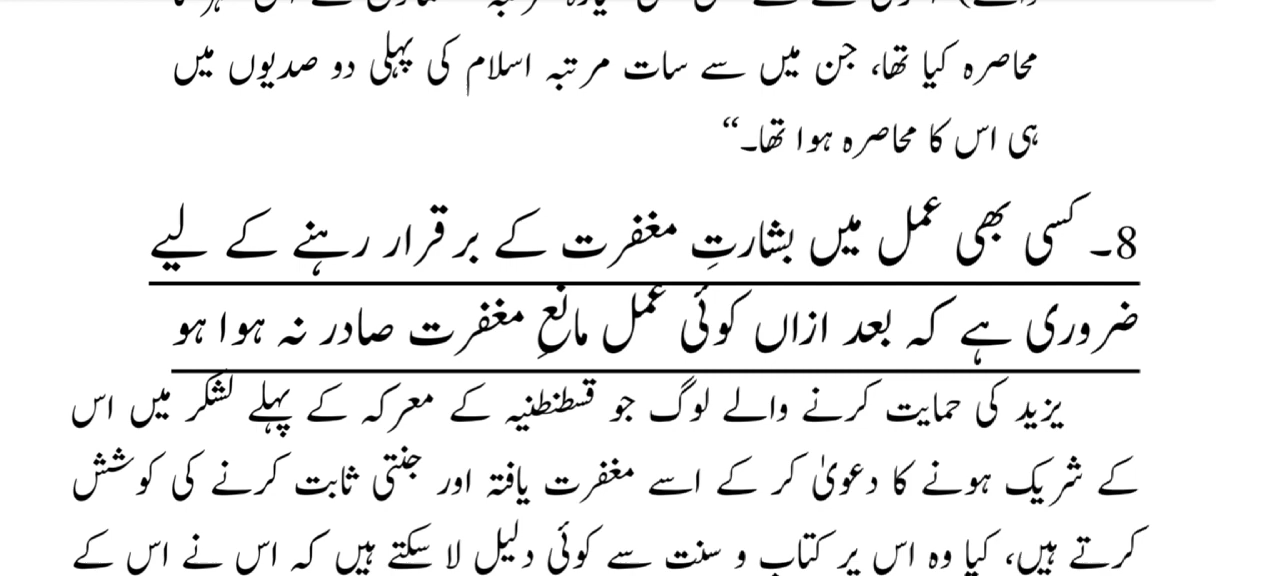 محاصرہ کیا تھا، جن میں سے سات مرتبہ اسلام کی پہلی دو صدیوں میں
ہی اس کا محاصرہ ہوا تھا۔“
8۔ کسی بھی عمل میں بشارتِ مغفرت کے برقرار رہنے کے لیے
ضروری ہے کہ بعد ازاں کوئی عمل مانعِ مغفرت صادر نہ ہوا ہو
یزید کی حمایت کرنے والے لوگ جو قسطنطنیہ کے معرکہ کے پہلے لشکر میں اس
کے شریک ہونے کا دعویٰ کر کے اسے مغفرت یافتہ اور جنتی ثابت کرنے کی کوشش
کرتے ہیں، کیا وہ اس پر کتاب و سنت سے کوئی دلیل لا سکتے ہیں کہ اس نے اس کے